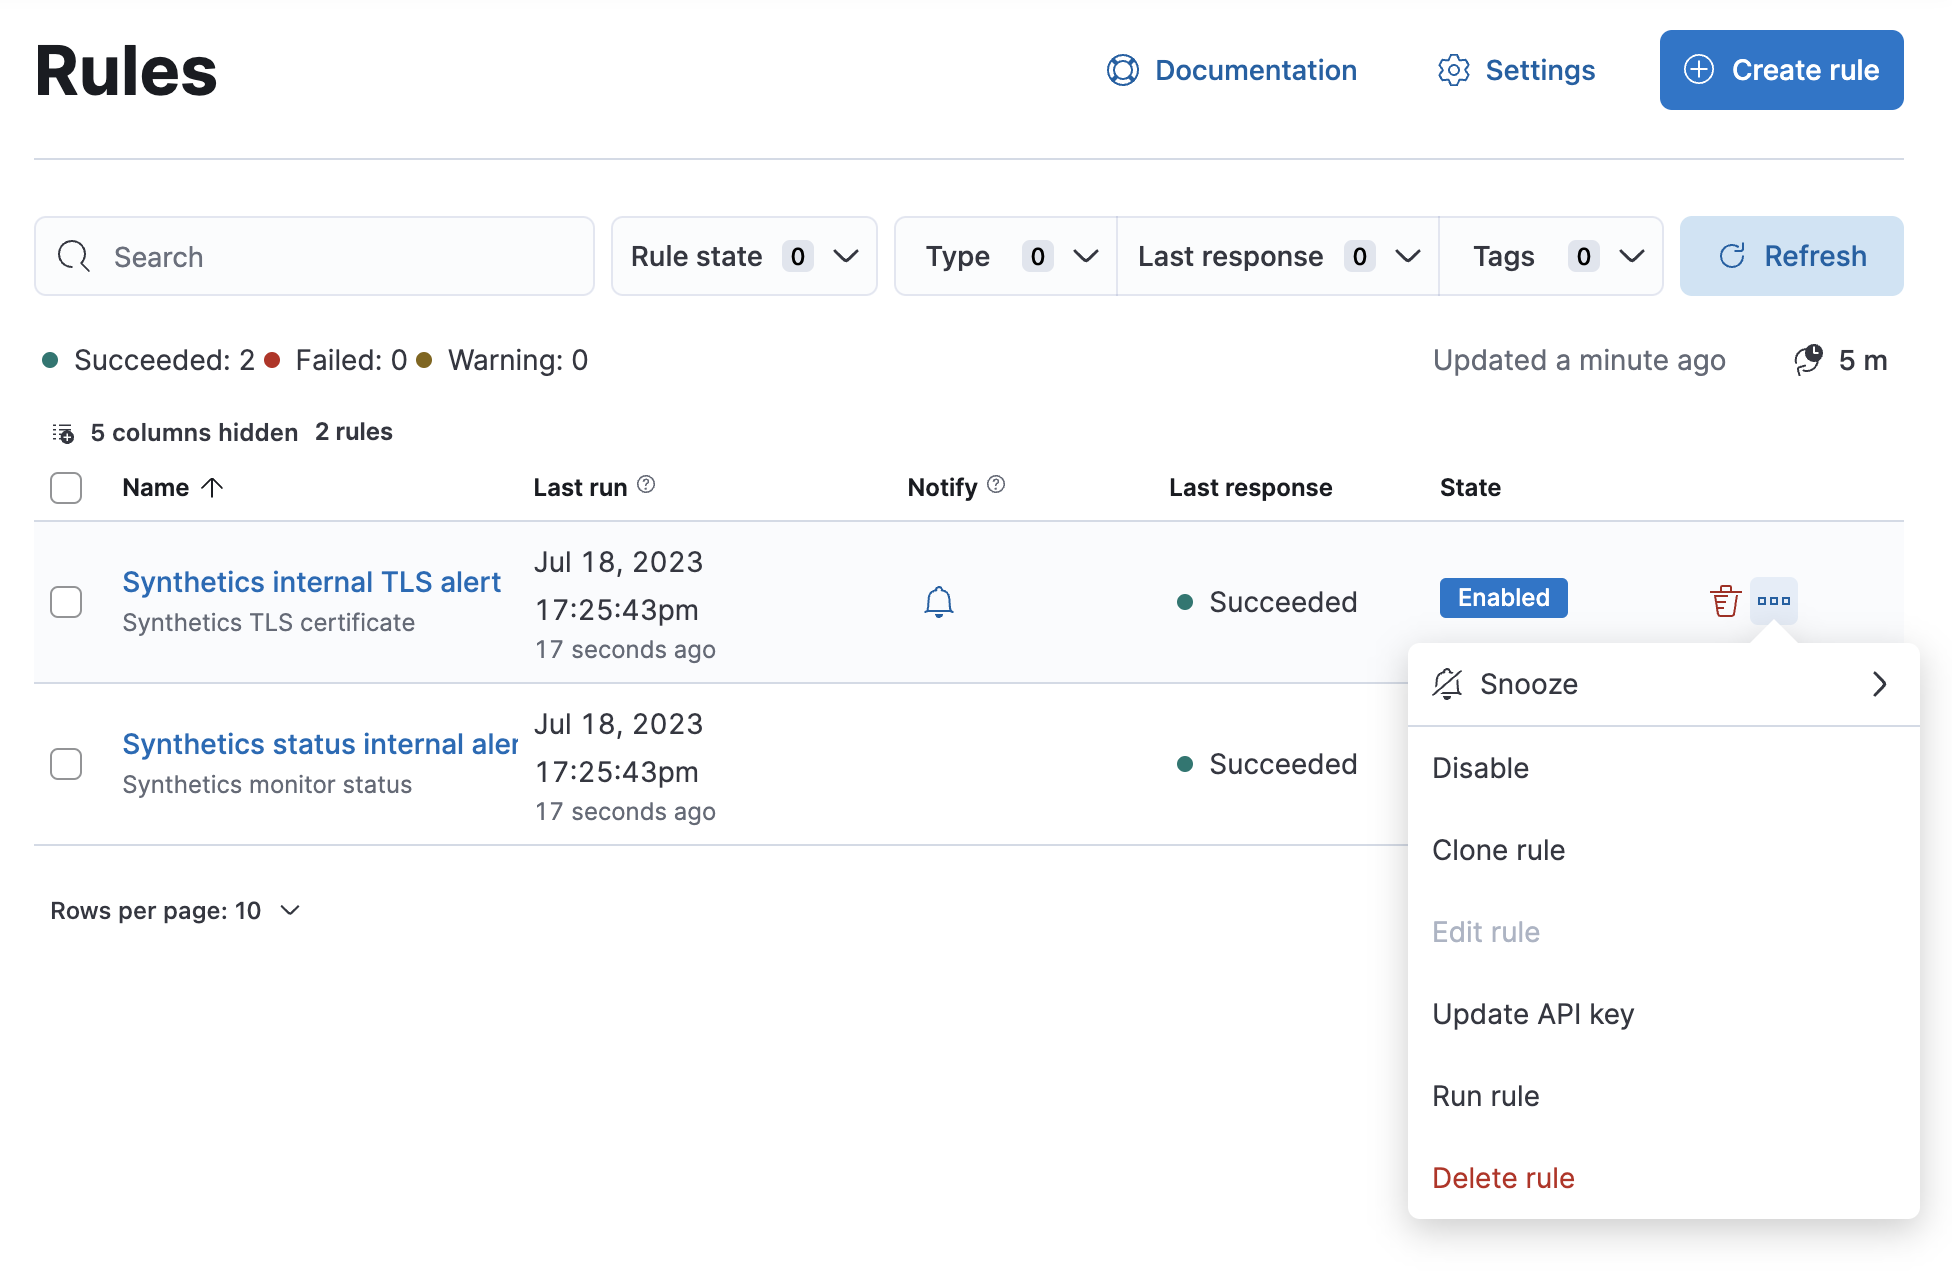 Rules
Documentation
Settings
Create rule
Search
Rule state 0
Type 0
Last response 0
Tags 0
Refresh
Succeeded: 2 Failed: 0 Warning: 0
Updated a minute ago
5 m
5 columns hidden 2 rules
Name Last run Notify Last response State
Synthetics internal TLS alert
Synthetics TLS certificate
Jul 18, 2023
17:25:43pm
17 seconds ago
Succeeded
Enabled
Synthetics status internal aler
Synthetics monitor status
Jul 18, 2023
17:25:43pm
17 seconds ago
Succeeded
Snooze
Disable
Clone rule
Edit rule
Update API key
Run rule
Delete rule
Rows per page: 10